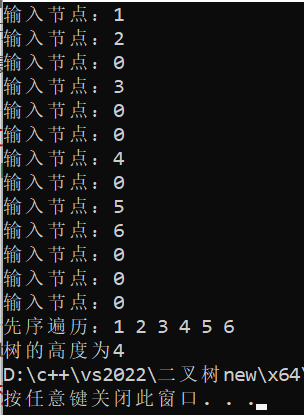 输入节点：1
输入节点：2
输入节点：0
输入节点：3
输入节点：0
输入节点：0
输入节点：4
输入节点：0
输入节点：5
输入节点：6
输入节点：0
输入节点：0
输入节点：0
先序遍历：1 2 3 4 5 6
树的高度为4
D:\c++\vs2022\二叉树new\x64\
按任意键关闭此窗口. . .